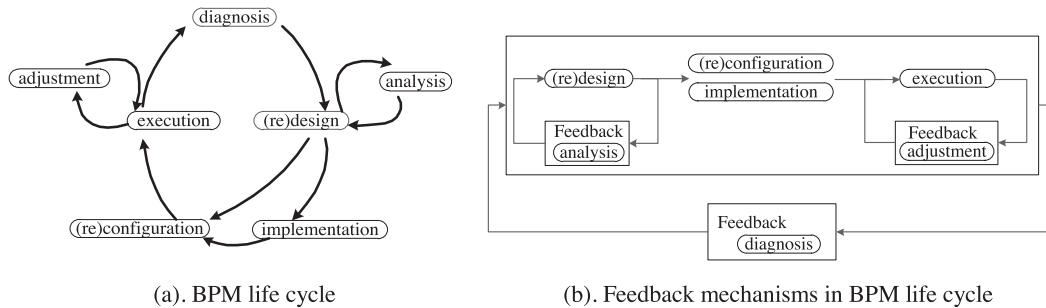 diagnosis
adjustment
analysis
execution
(re)design
(re)configuration
implementation
(a). BPM life cycle
(re)design
(re)configuration
implementation
execution
Feedback
analysis
Feedback
adjustment
Feedback
diagnosis
(b). Feedback mechanisms in BPM life cycle